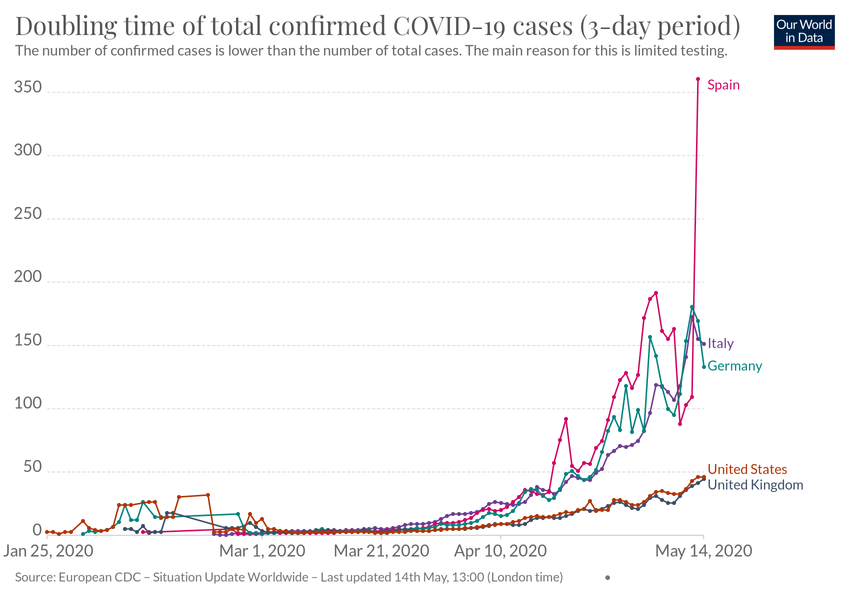 Doubling time of total confirmed COVID-19 cases (3-day period)
The number of confirmed cases is lower than the number of total cases. The main reason for this is limited testing.
Our World
in Data
350
300
250
200
150
100
50
0
Spain
Italy
Germany
United States
United Kingdom
Jan 25, 2020
Mar 1, 2020
Mar 21, 2020
Apr 10, 2020
May 14, 2020
Source: European CDC – Situation Update Worldwide – Last updated 14th May, 13:00 (London time)